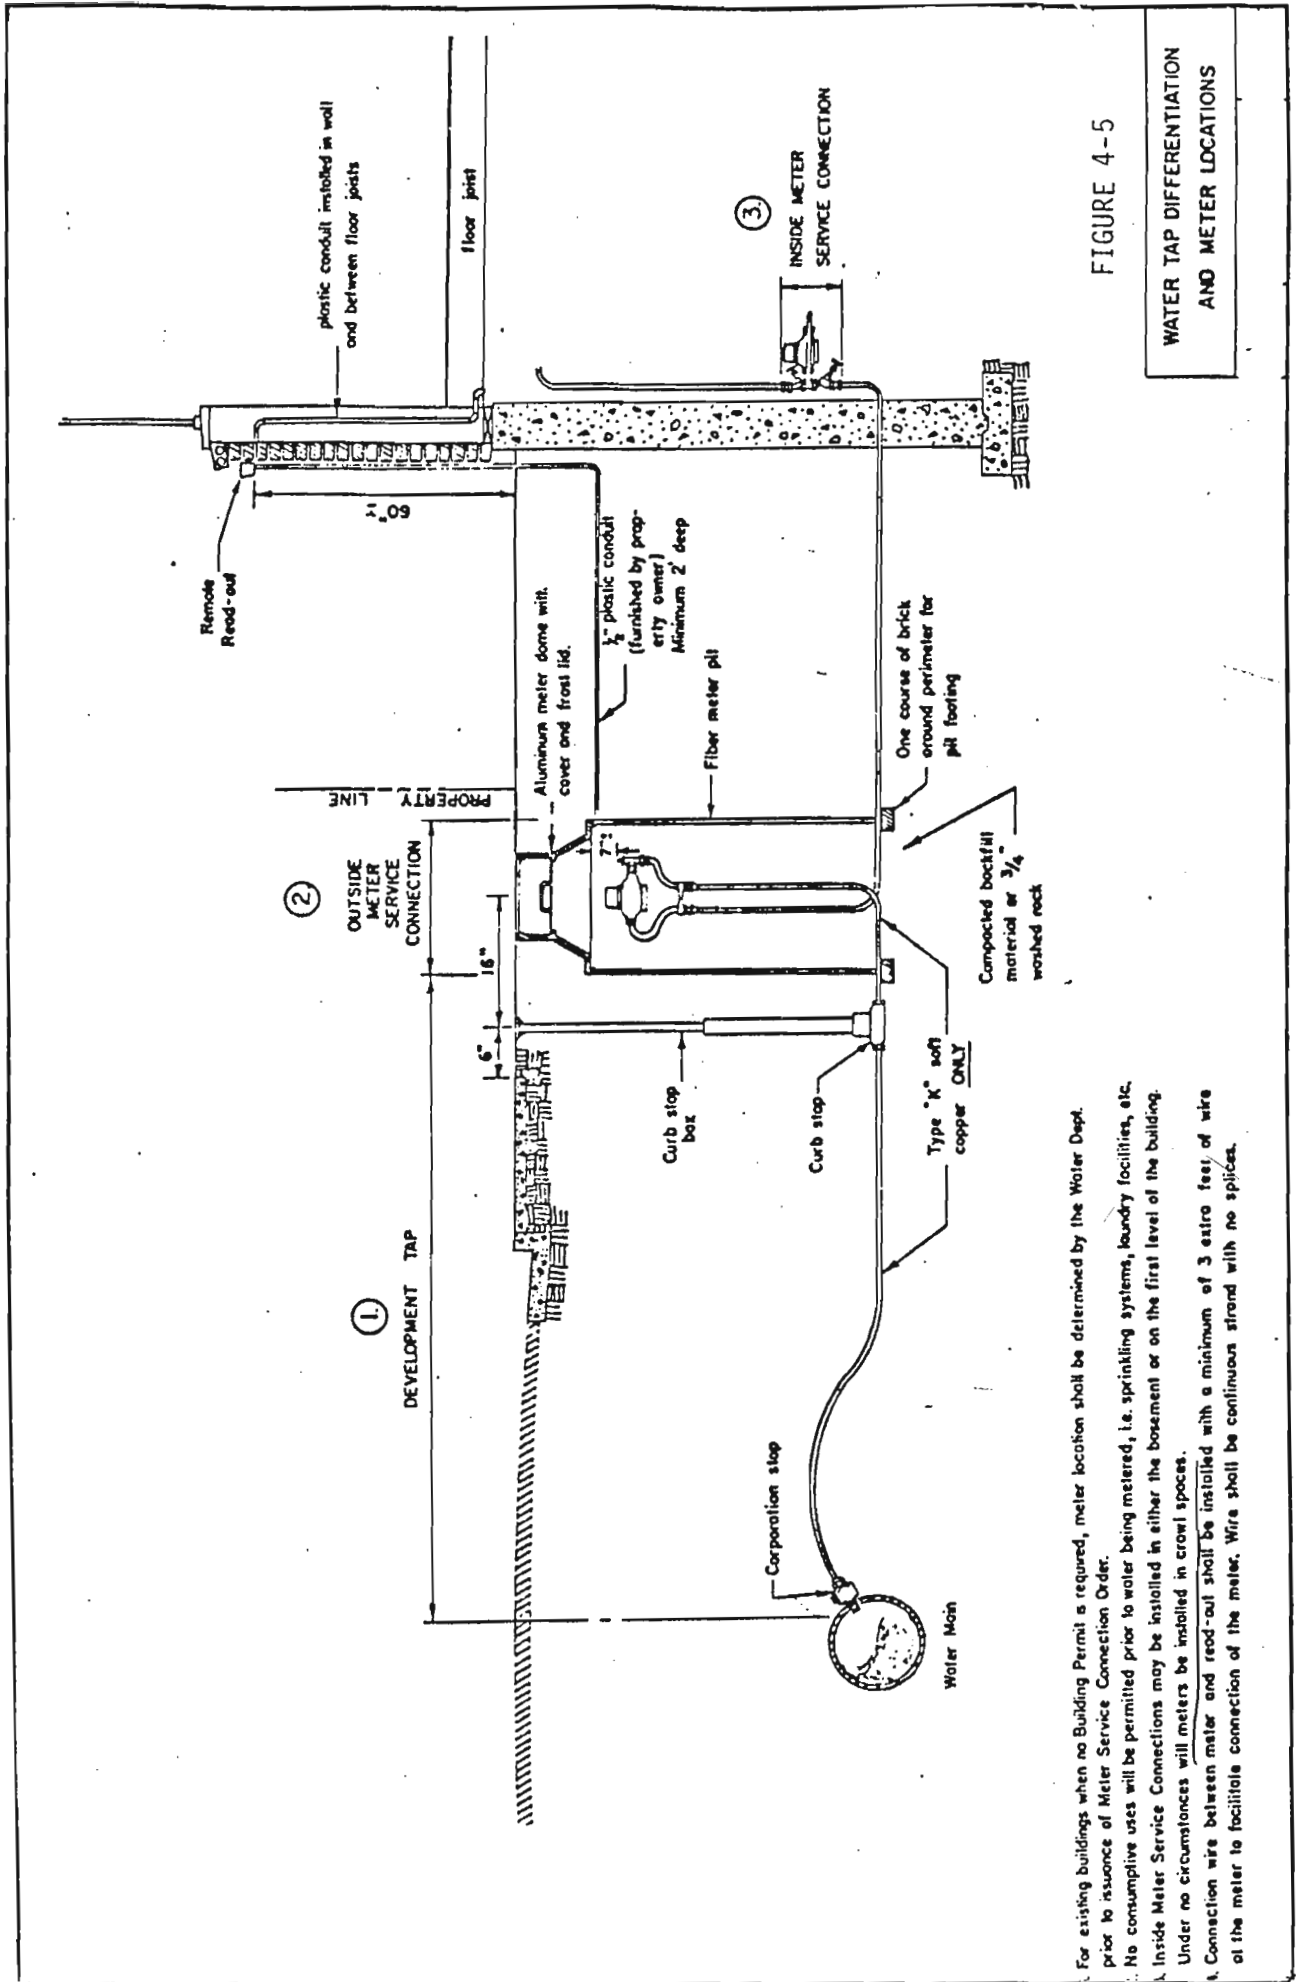 plastic conduit installed in wall
and between floor joists
floor joist
Remote
Read-out
60"±
PROPERTY LINE
③
INSIDE METER
SERVICE CONNECTION
②
OUTSIDE
METER
SERVICE
CONNECTION
16"
6"
①
DEVELOPMENT TAP
Aluminum meter dome with
cover and frost lid.
½" plastic conduit
(furnished by prop-
erty owner)
Minimum 2' deep
Fiber meter pit
7"±
One course of brick
around perimeter for
pit footing
Compacted backfill
material or 3/4"
washed rock
Curb stop
box
Curb stop
Type "K" soft
copper ONLY
Corporation stop
Water Main
For existing buildings when no Building Permit is required, meter location shall be determined by the Water Dept.
prior to issuance of Meter Service Connection Order.
No consumptive uses will be permitted prior to water being metered, i.e. sprinkling systems, laundry facilities, etc.
Inside Meter Service Connections may be installed in either the basement or on the first level of the building.
Under no circumstances will meters be installed in crawl spaces.
Connection wire between meter and read-out shall be installed with a minimum of 3 extra feet of wire
at the meter to facilitate connection of the meter. Wire shall be continuous strand with no splices.
FIGURE 4-5
WATER TAP DIFFERENTIATION
AND METER LOCATIONS